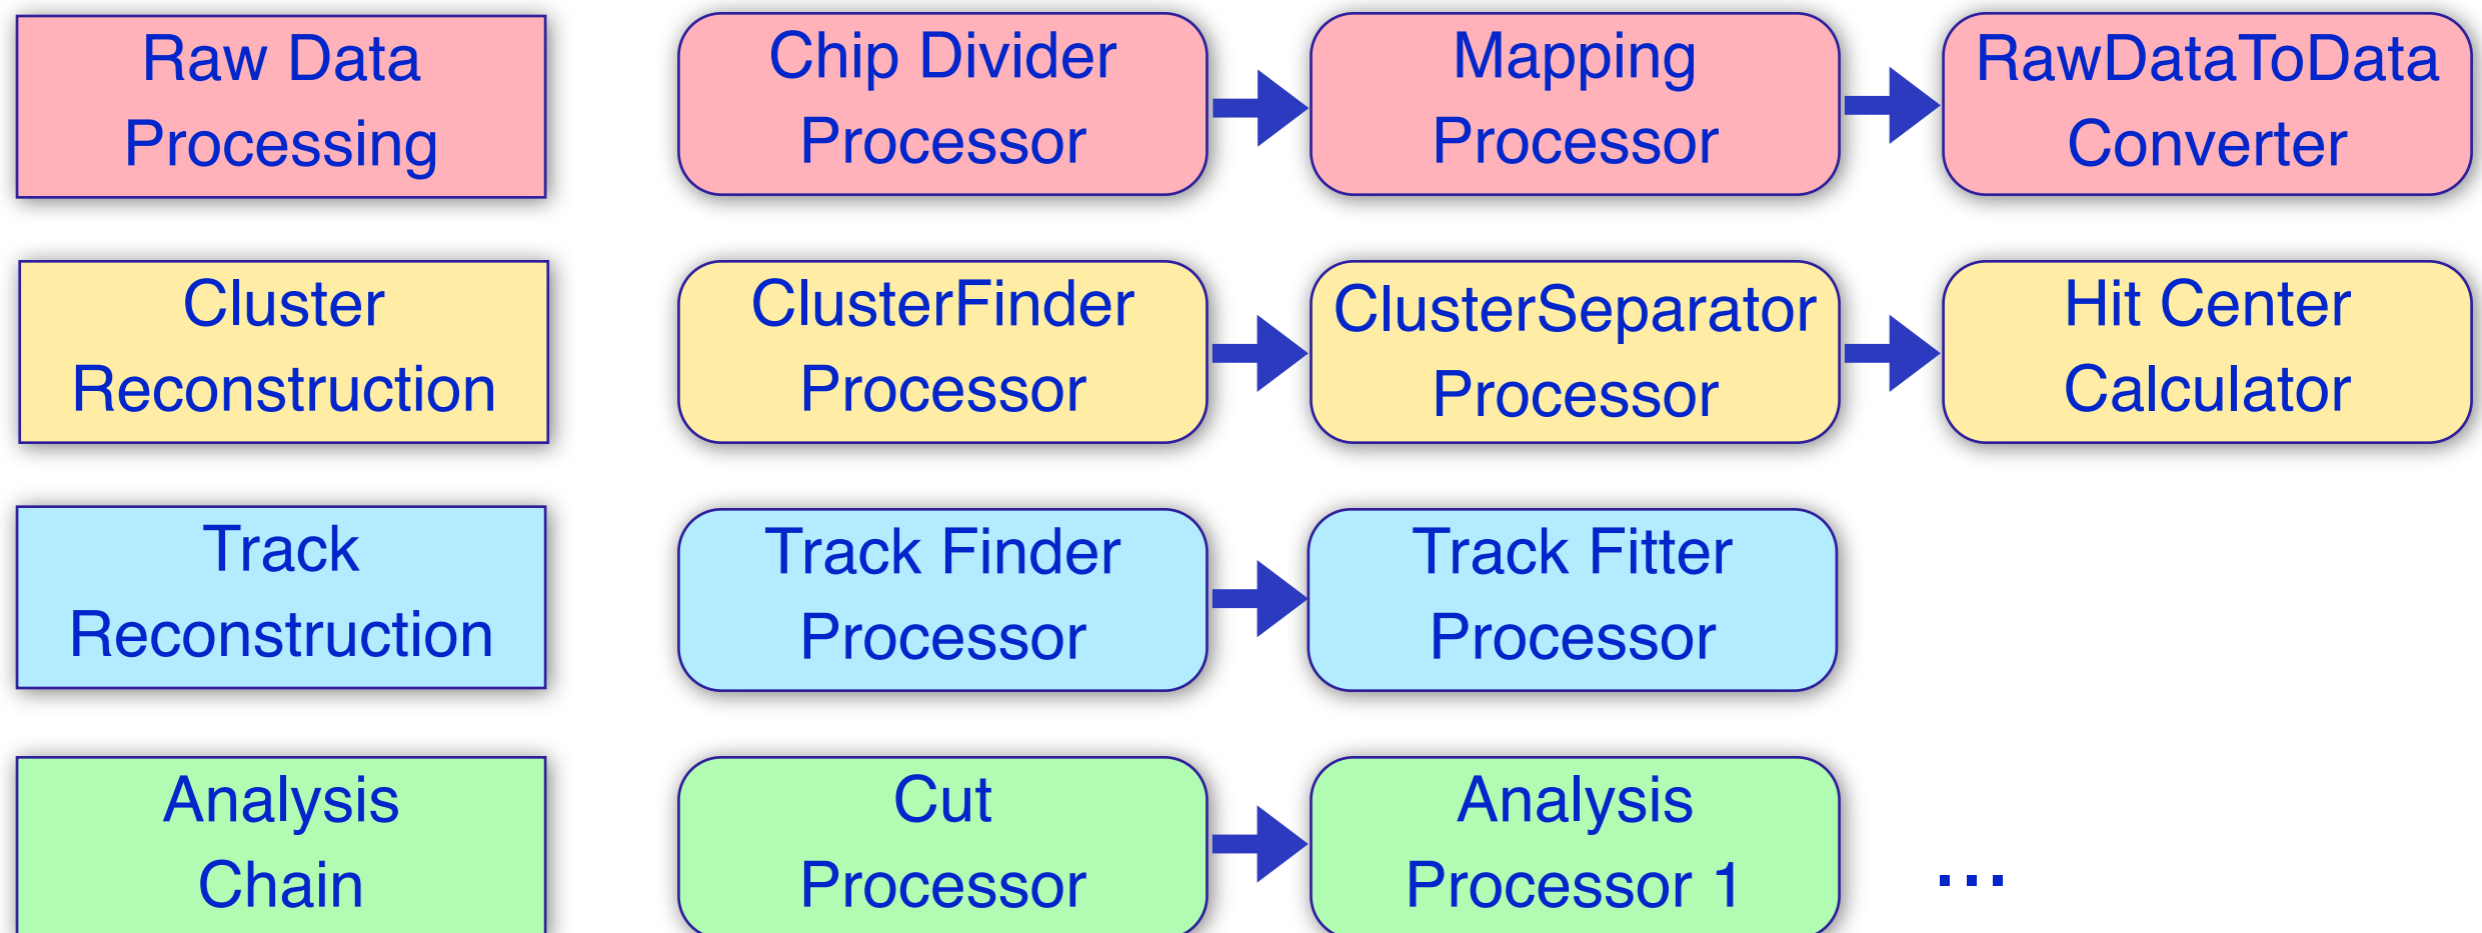 Raw Data
Processing
Chip Divider
Processor
Mapping
Processor
RawDataToData
Converter
Cluster
Reconstruction
ClusterFinder
Processor
ClusterSeparator
Processor
Hit Center
Calculator
Track
Reconstruction
Track Finder
Processor
Track Fitter
Processor
Analysis
Chain
Cut
Processor
Analysis
Processor 1
...